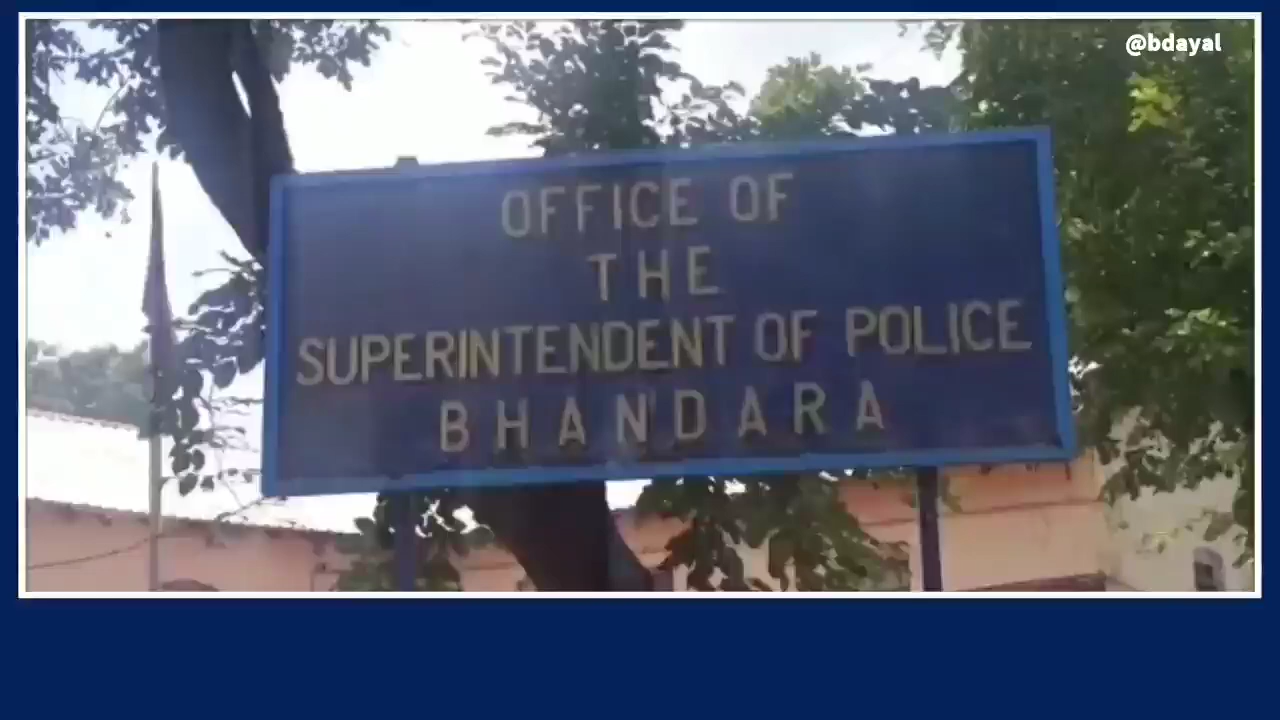 @bdayal
OFFICE OF
THE
SUPERINTENDENT OF POLICE
BHANDARA